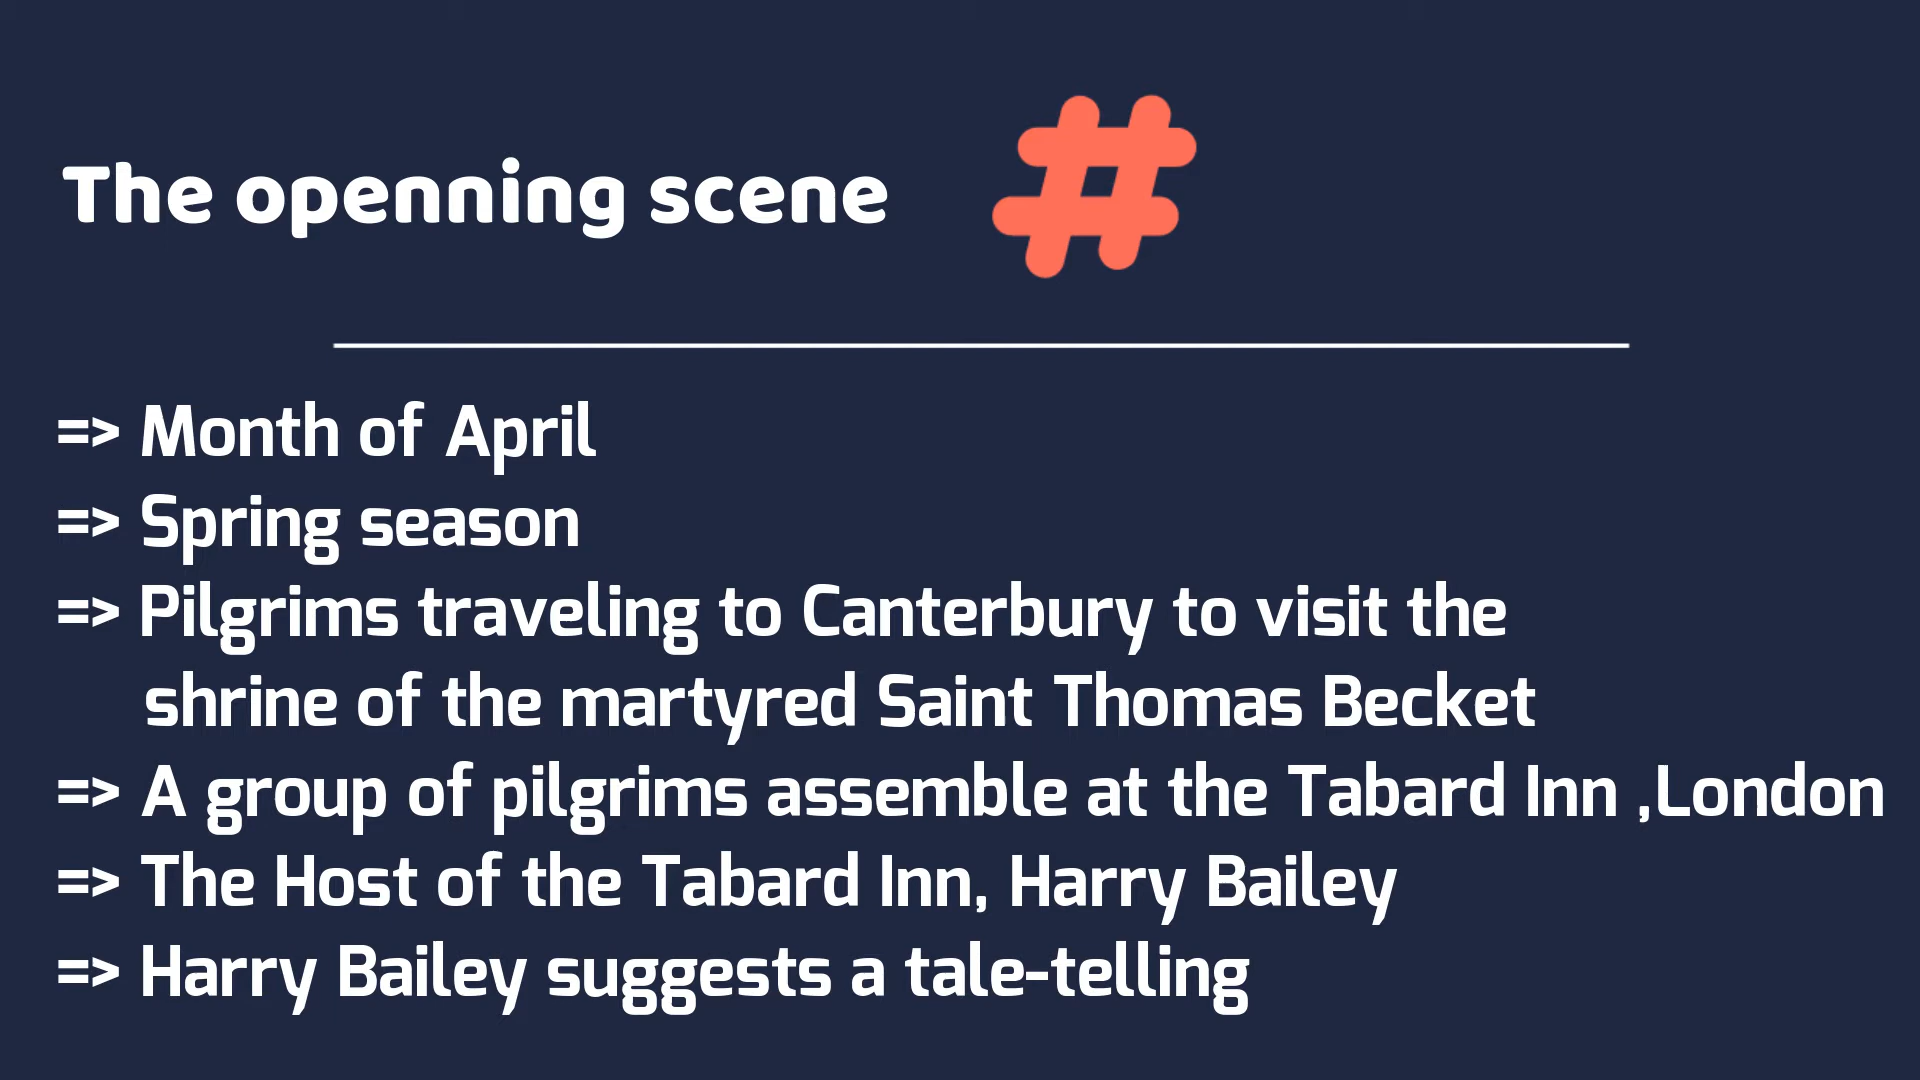 The openning scene
#
=> Month of April
=> Spring season
=> Pilgrims traveling to Canterbury to visit the
shrine of the martyred Saint Thomas Becket
=> A group of pilgrims assemble at the Tabard Inn ,London
=> The Host of the Tabard Inn, Harry Bailey
=> Harry Bailey suggests a tale-telling